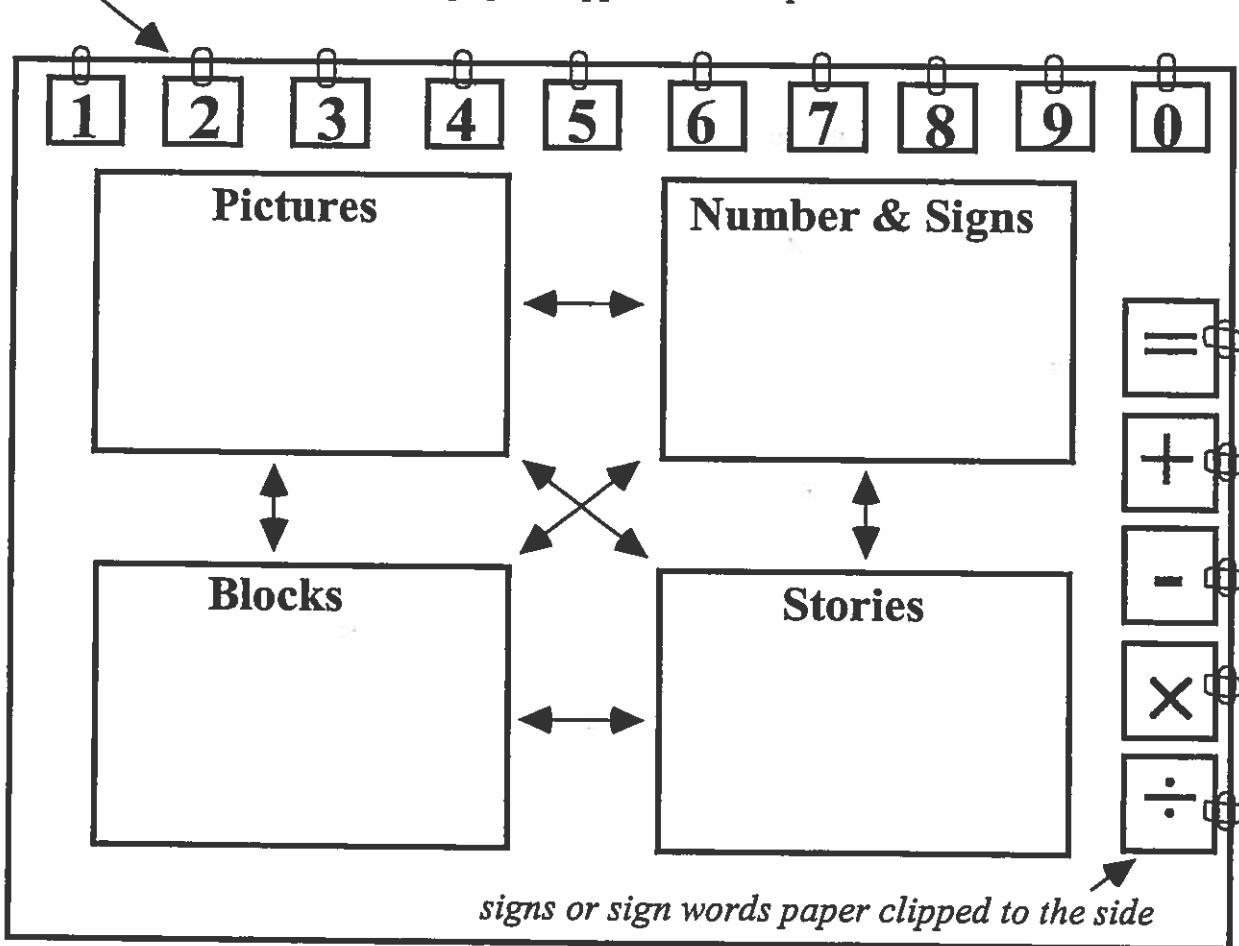 1 2 3 4 5 6 7 8 9 0
Pictures
Number & Signs
=
+
-
Blocks
Stories
×
÷
signs or sign words paper clipped to the side